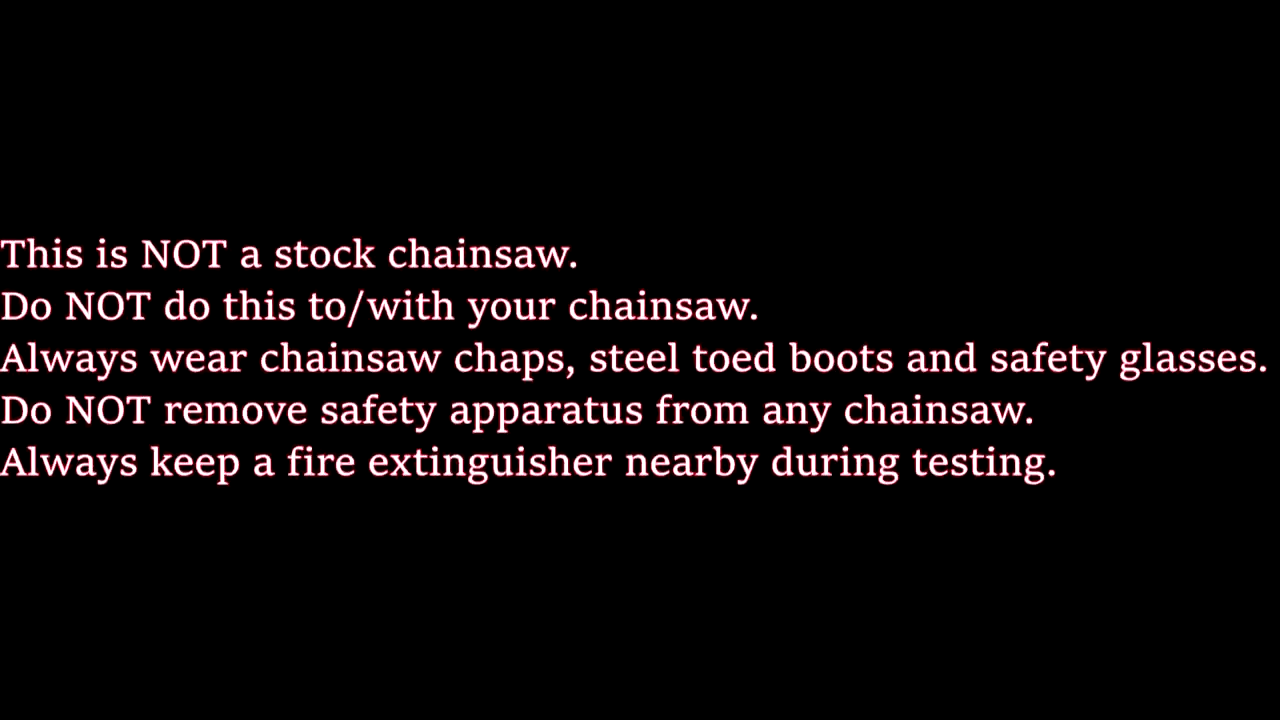 This is NOT a stock chainsaw.
Do NOT do this to/with your chainsaw.
Always wear chainsaw chaps, steel toed boots and safety glasses.
Do NOT remove safety apparatus from any chainsaw.
Always keep a fire extinguisher nearby during testing.